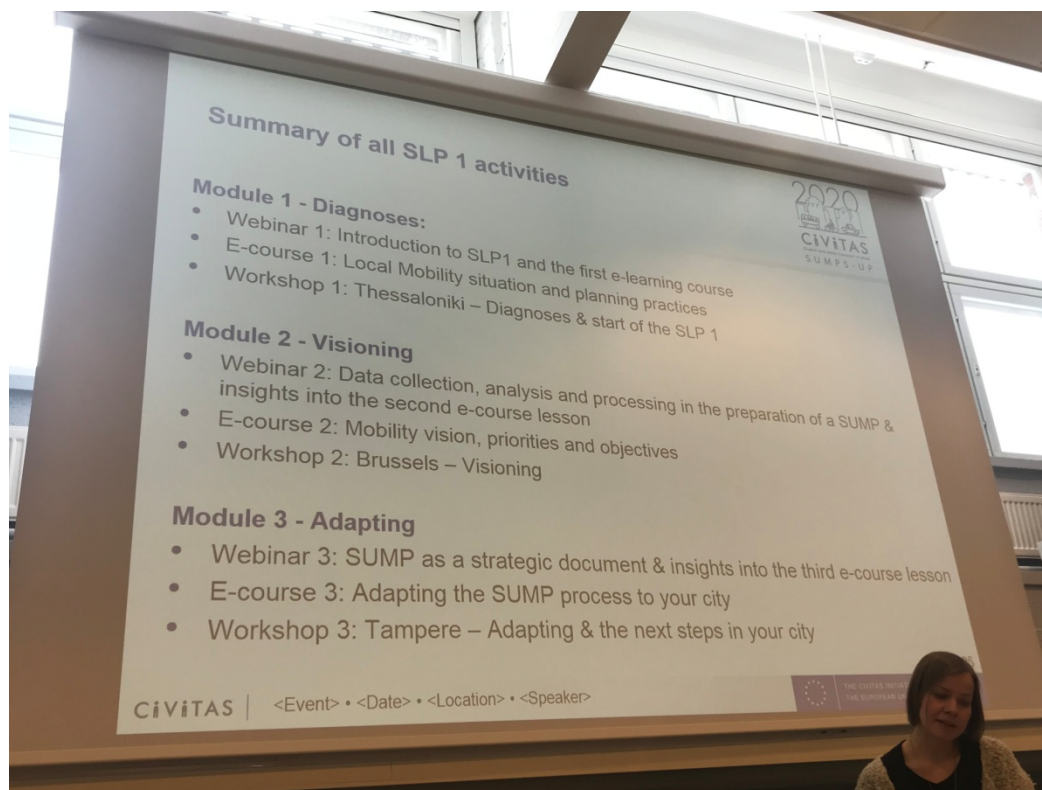 Summary of all SLP 1 activities
2020
CiViTAS
SUMPS-UP
Module 1 - Diagnoses:
• Webinar 1: Introduction to SLP1 and the first e-learning course
• E-course 1: Local Mobility situation and planning practices
• Workshop 1: Thessaloniki – Diagnoses & start of the SLP 1
Module 2 - Visioning
• Webinar 2: Data collection, analysis and processing in the preparation of a SUMP &
insights into the second e-course lesson
• E-course 2: Mobility vision, priorities and objectives
• Workshop 2: Brussels – Visioning
Module 3 - Adapting
• Webinar 3: SUMP as a strategic document & insights into the third e-course lesson
• E-course 3: Adapting the SUMP process to your city
• Workshop 3: Tampere – Adapting & the next steps in your city
CiViTAS
<Event> • <Date> • <Location> • <Speaker>
THE CIVITAS
THE EUROPEAN